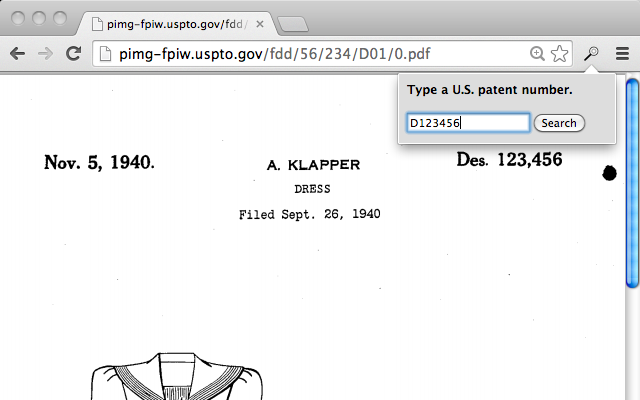 pimg-fpiw.uspto.gov/fdd
pimg-fpiw.uspto.gov/fdd/56/234/D01/0.pdf
Type a U.S. patent number.
D123456
Search
Nov. 5, 1940.
A. KLAPPER
Des. 123,456
DRESS
Filed Sept. 26, 1940